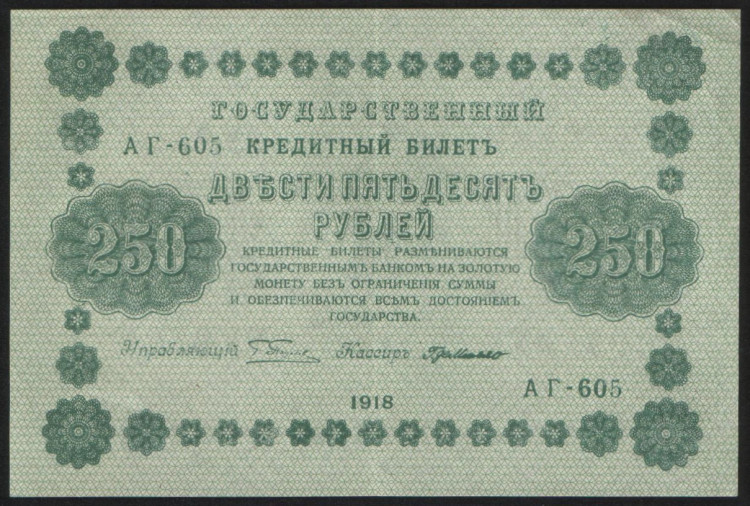 ГОСУДАРСТВЕННЫЙ
АГ-605 КРЕДИТНЫЙ БИЛЕТЪ
ДВѢСТИ ПЯТЬДЕСЯТЪ
РУБЛЕЙ
250 250
КРЕДИТНЫЕ БИЛЕТЫ РАЗМѢНИВАЮТСЯ
ГОСУДАРСТВЕННЫМЪ БАНКОМЪ НА ЗОЛОТУЮ
МОНЕТУ БЕЗЪ ОГРАНИЧЕНІЯ СУММЫ
И ОБЕЗПЕЧИВАЮТСЯ ВСѢМЪ ДОСТОЯНІЕМЪ
ГОСУДАРСТВА.
Управляющій Кассиръ
АГ-605
1918